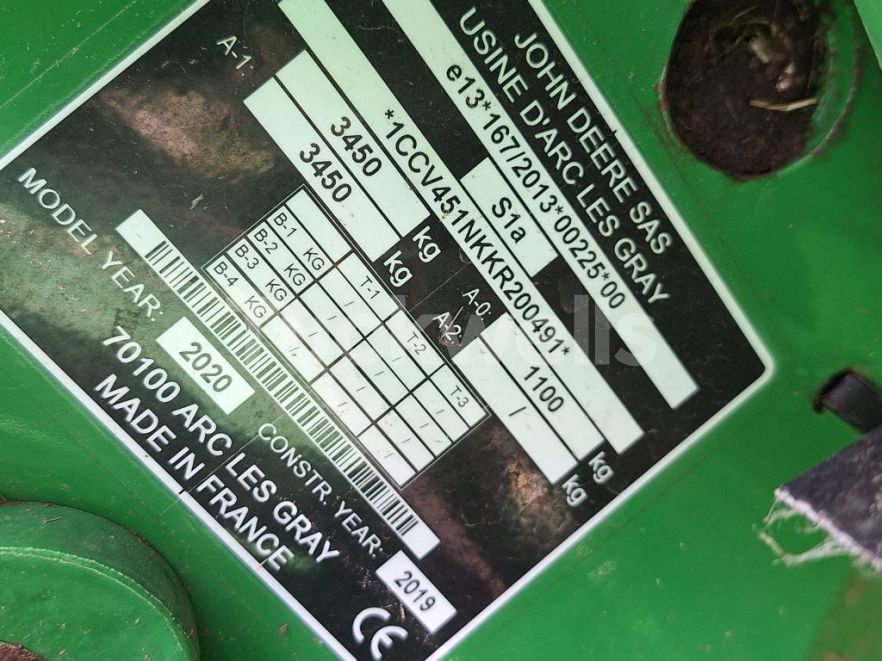 JOHN DEERE SAS
USINE D'ARC LES GRAY
e13*167/2013*00225*00
S1a
*1CCV451NKKR200491*
3450 kg A-0: 1100 kg
A-1: 3450 kg A-2: / kg
T-1 T-2 T-3
B-1 KG / / /
B-2 KG / / /
B-3 KG / / /
B-4 KG / / /
MODEL YEAR: 2020 CONSTR. YEAR: 2019
70100 ARC LES GRAY
MADE IN FRANCE
CE